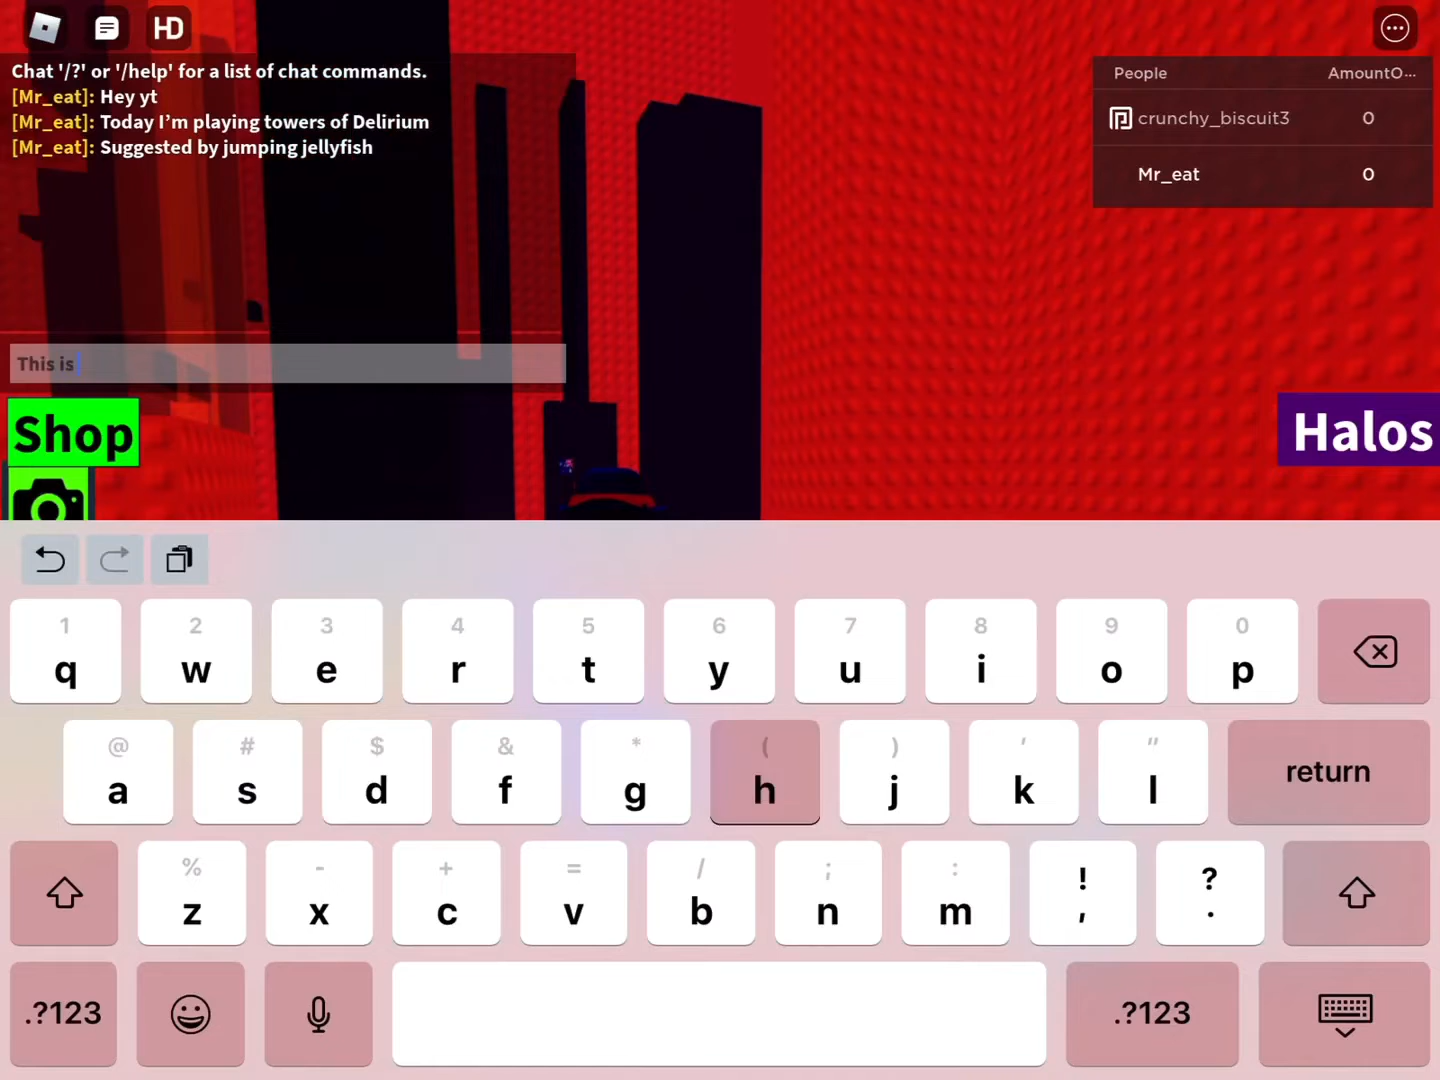 HD
Chat '/?' or '/help' for a list of chat commands.
[Mr_eat]: Hey yt
[Mr_eat]: Today I’m playing towers of Delirium
[Mr_eat]: Suggested by jumping jellyfish
People AmountO...
crunchy_biscuit3 0
Mr_eat 0
This is
Shop
Halos
1 2 3 4 5 6 7 8 9 0
q w e r t y u i o p
@ # $ & * ( ) ' "
a s d f g h j k l return
% - + = / ; : ! ?
z x c v b n m , .
.?123 .?123